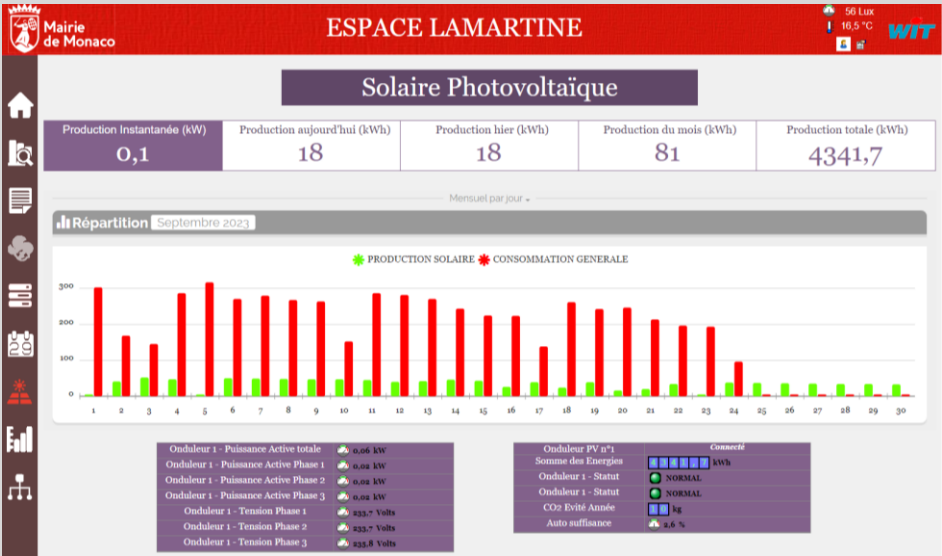 Mairie
de Monaco
ESPACE LAMARTINE
56 Lux
16,5 °C
WIT
Solaire Photovoltaïque
Production Instantanée (kW)
0,1
Production aujourd'hui (kWh)
18
Production hier (kWh)
18
Production du mois (kWh)
81
Production totale (kWh)
4341,7
Mensuel par jour
Répartition Septembre 2023
PRODUCTION SOLAIRE CONSOMMATION GENERALE
300
200
100
0
1 2 3 4 5 6 7 8 9 10 11 12 13 14 15 16 17 18 19 20 21 22 23 24 25 26 27 28 29 30
Onduleur 1 - Puissance Active totale 0,06 kW
Onduleur 1 - Puissance Active Phase 1 0,02 kW
Onduleur 1 - Puissance Active Phase 2 0,02 kW
Onduleur 1 - Puissance Active Phase 3 0,02 kW
Onduleur 1 - Tension Phase 1 233,7 Volts
Onduleur 1 - Tension Phase 2 233,7 Volts
Onduleur 1 - Tension Phase 3 235,8 Volts
Onduleur PV n°1 Connecté
Somme des Energies 4341,7 kWh
Onduleur 1 - Statut NORMAL
Onduleur 1 - Statut NORMAL
CO2 Evité Année 10 kg
Auto suffisance 2,6 %